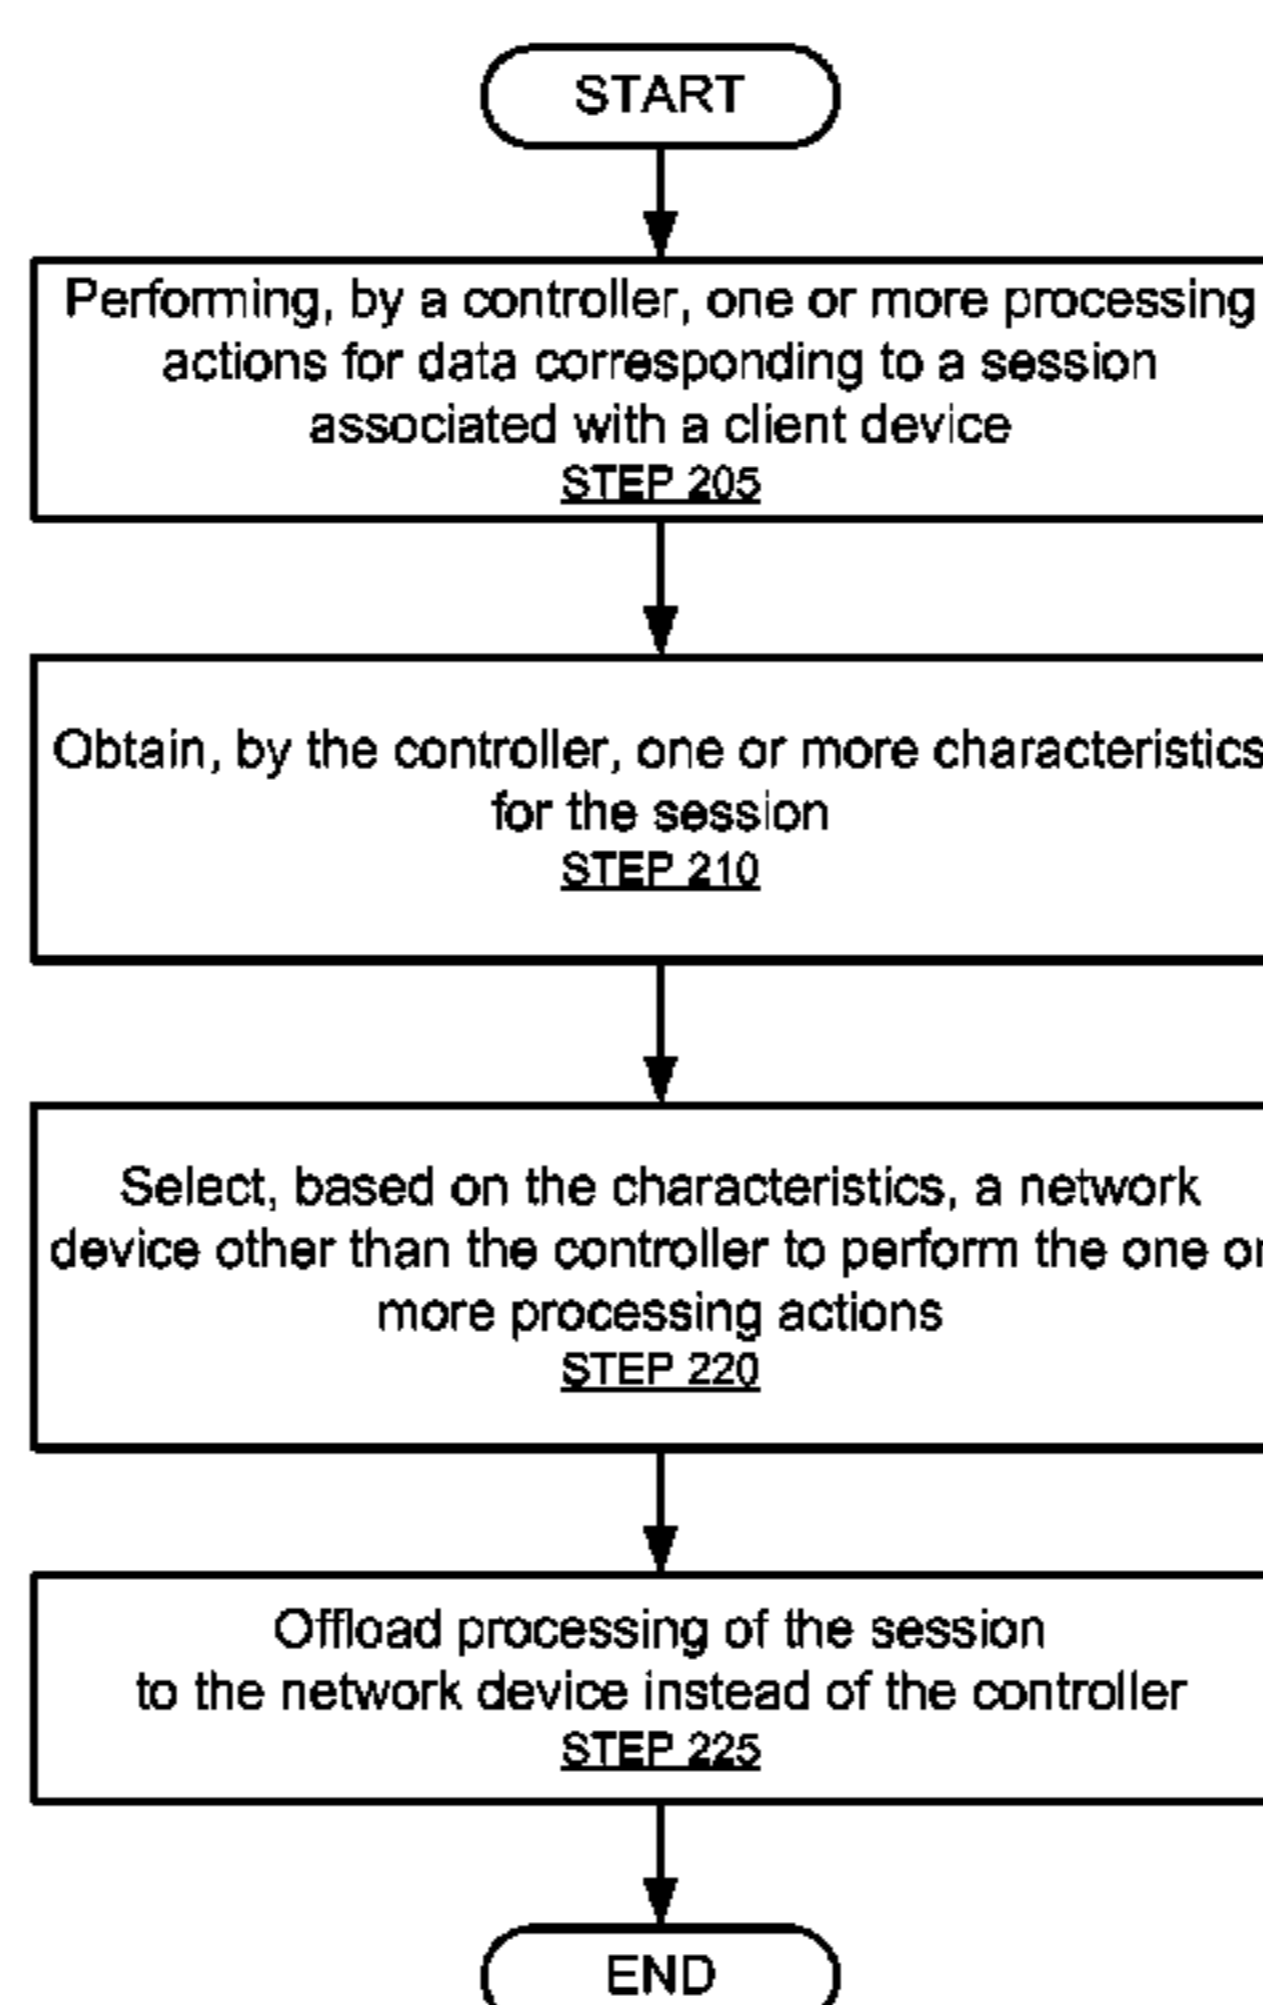 START
Performing, by a controller, one or more processing
actions for data corresponding to a session
associated with a client device
STEP 205
Obtain, by the controller, one or more characteristics
for the session
STEP 210
Select, based on the characteristics, a network
device other than the controller to perform the one or
more processing actions
STEP 220
Offload processing of the session
to the network device instead of the controller
STEP 225
END